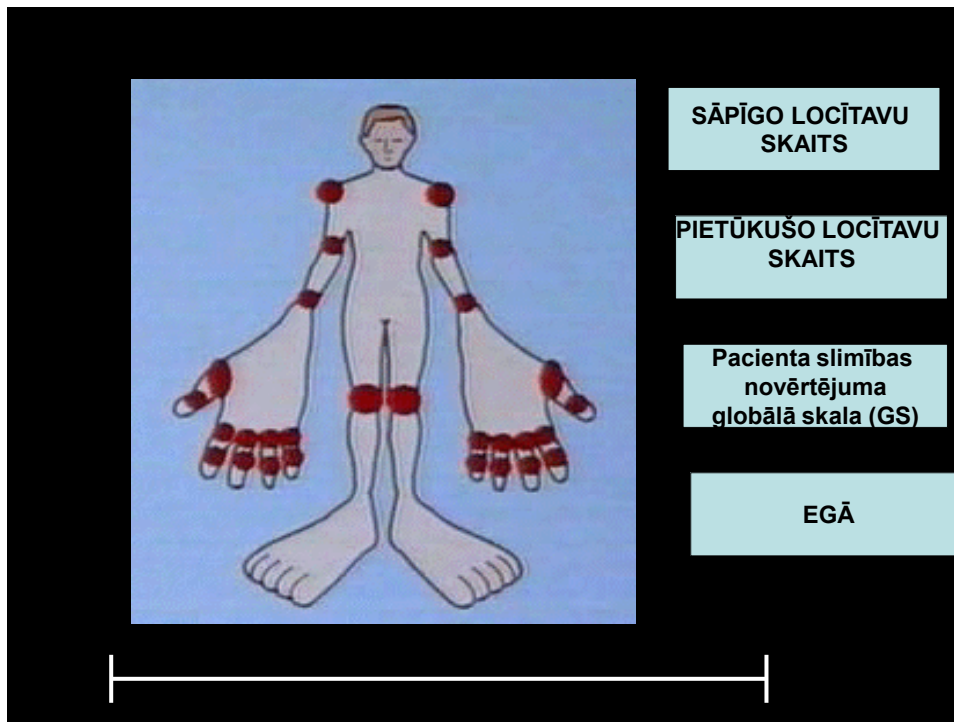 SĀPĪGO LOCĪTAVU
SKAITS
PIETŪKUŠO LOCĪTAVU
SKAITS
Pacienta slimības
novērtējuma
globālā skala (GS)
EGĀ